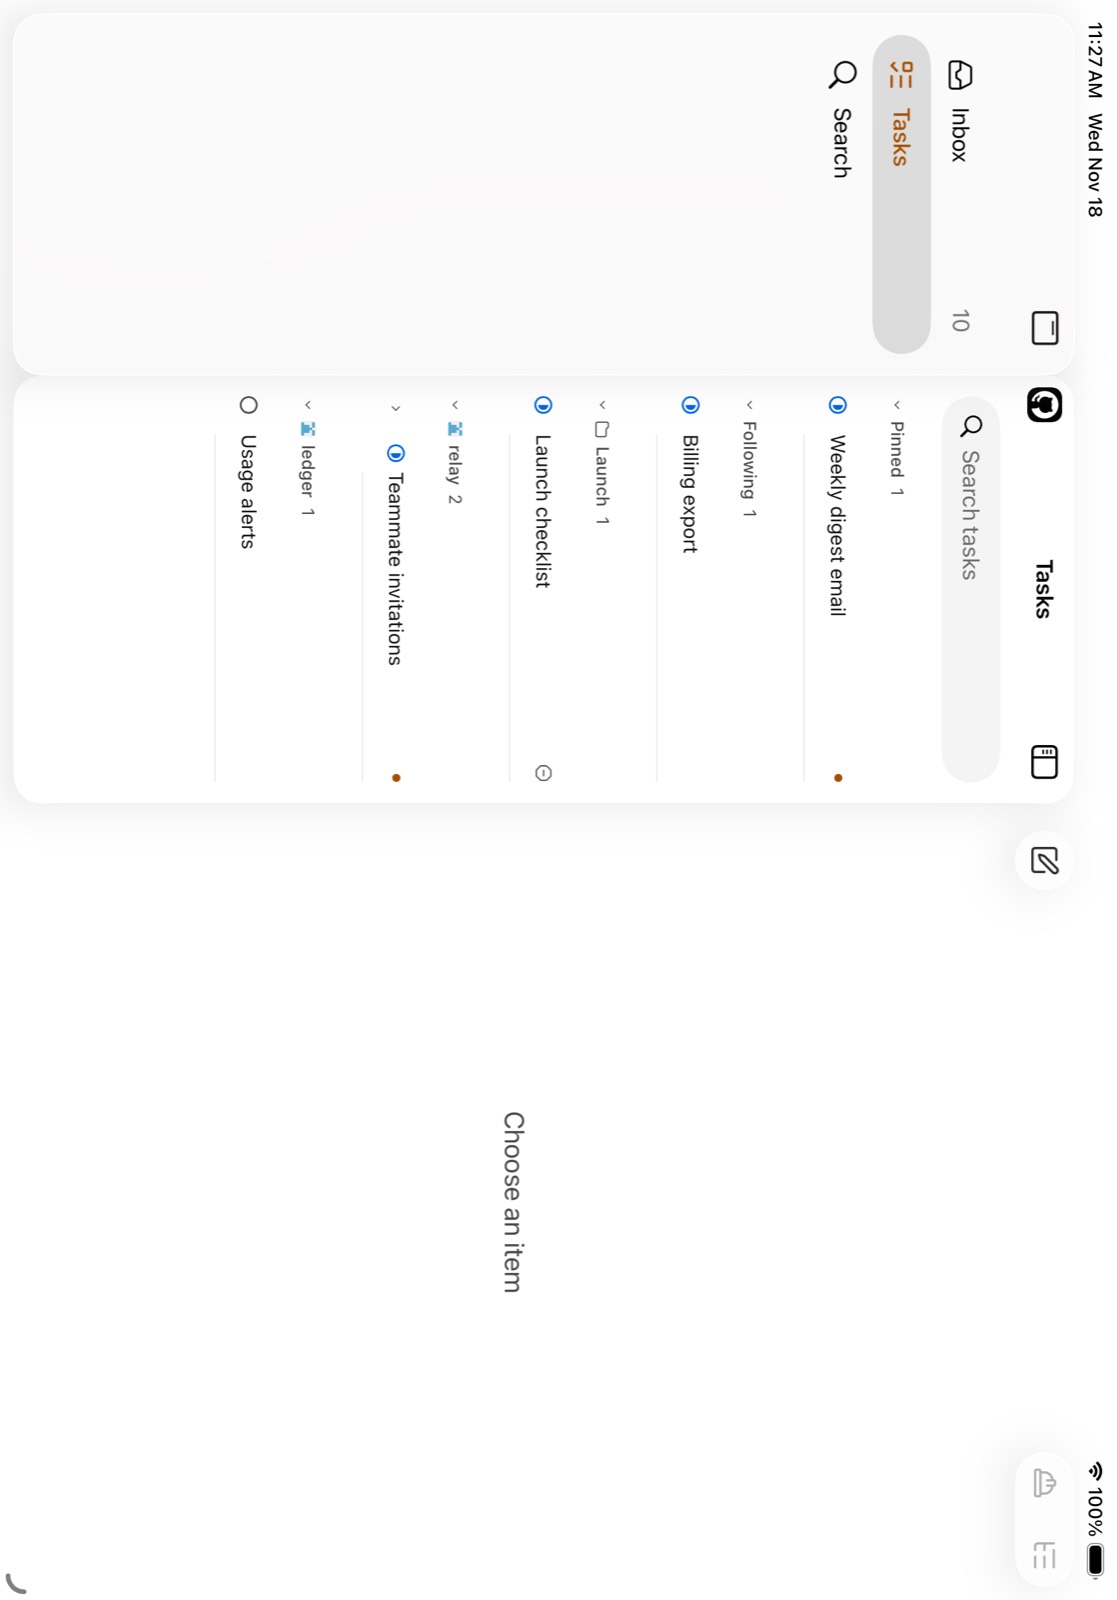 11:27 AM Wed Nov 18
100%
Inbox 10
Tasks
Search
Tasks
Search tasks
Pinned 1
Weekly digest email
Following 1
Billing export
Launch 1
Launch checklist
relay 2
Teammate invitations
ledger 1
Usage alerts
Choose an item